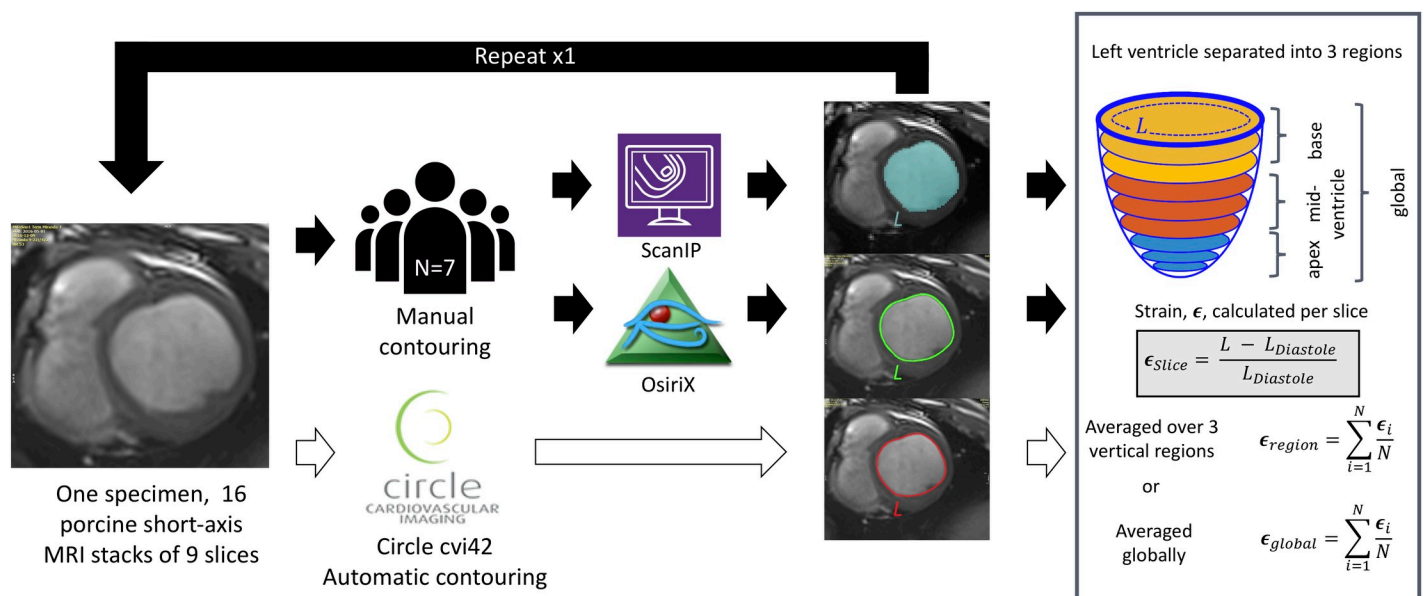 Repeat x1
One specimen, 16
porcine short-axis
MRI stacks of 9 slices
N=7
Manual
contouring
circle
CARDIOVASCULAR
IMAGING
Circle cvi42
Automatic contouring
ScanIP
OsiriX
L
L
L
Left ventricle separated into 3 regions
L
base
mid-
ventricle
apex
global
Strain, ϵ, calculated per slice
ϵ_Slice = (L − L_Diastole) / L_Diastole
Averaged over 3
vertical regions
ϵ_region = ∑_{i=1}^{N} ϵ_i/N
or
Averaged
globally
ϵ_global = ∑_{i=1}^{N} ϵ_i/N